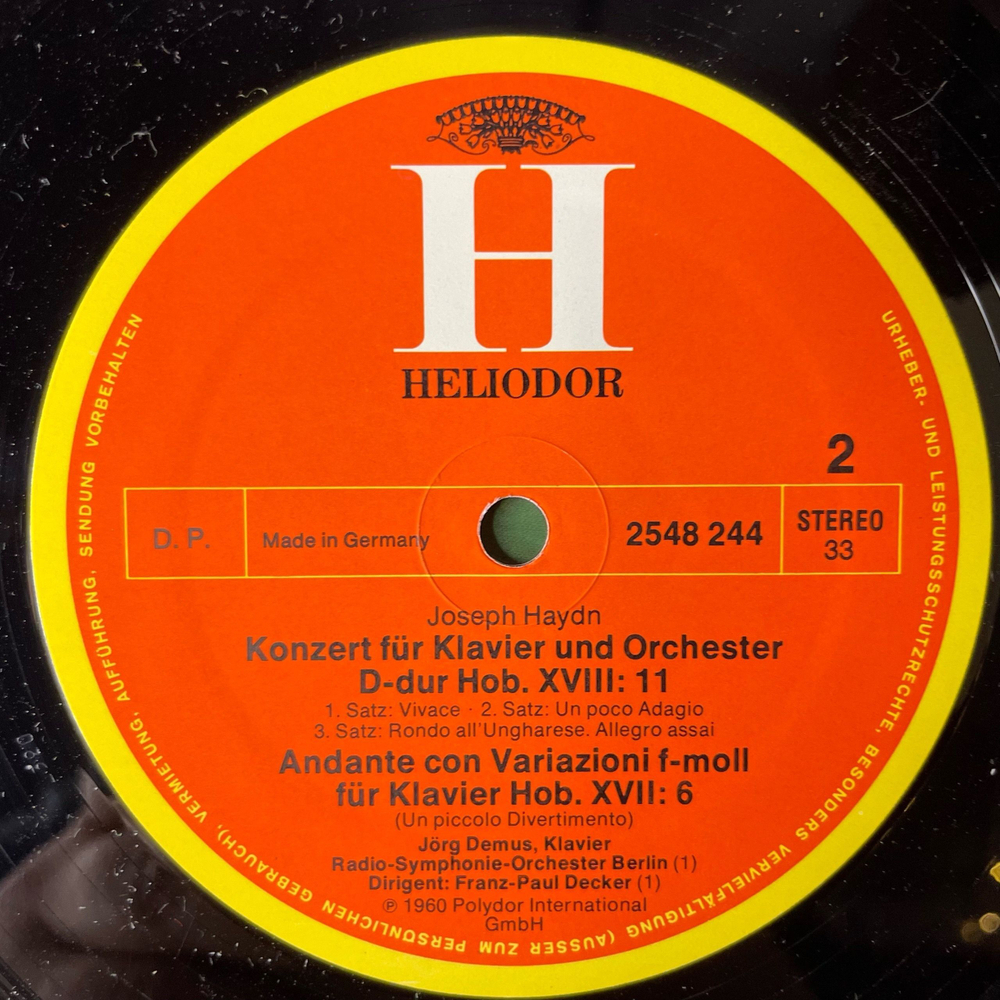 H
HELIODOR
2
D. P.
Made in Germany
2548 244
STEREO
33
Joseph Haydn
Konzert für Klavier und Orchester
D-dur Hob. XVIII: 11
1. Satz: Vivace · 2. Satz: Un poco Adagio
3. Satz: Rondo all'Ungharese. Allegro assai
Andante con Variazioni f-moll
für Klavier Hob. XVII: 6
(Un piccolo Divertimento)
Jörg Demus, Klavier
Radio-Symphonie-Orchester Berlin (1)
Dirigent: Franz-Paul Decker (1)
℗ 1960 Polydor International
GmbH
URHEBER- UND LEISTUNGSSCHUTZRECHTE, BESONDERS VERVIELFÄLTIGUNG (AUSSER ZUM PERSÖNLICHEN GEBRAUCH), VERMIETUNG, AUFFÜHRUNG, SENDUNG VORBEHALTEN